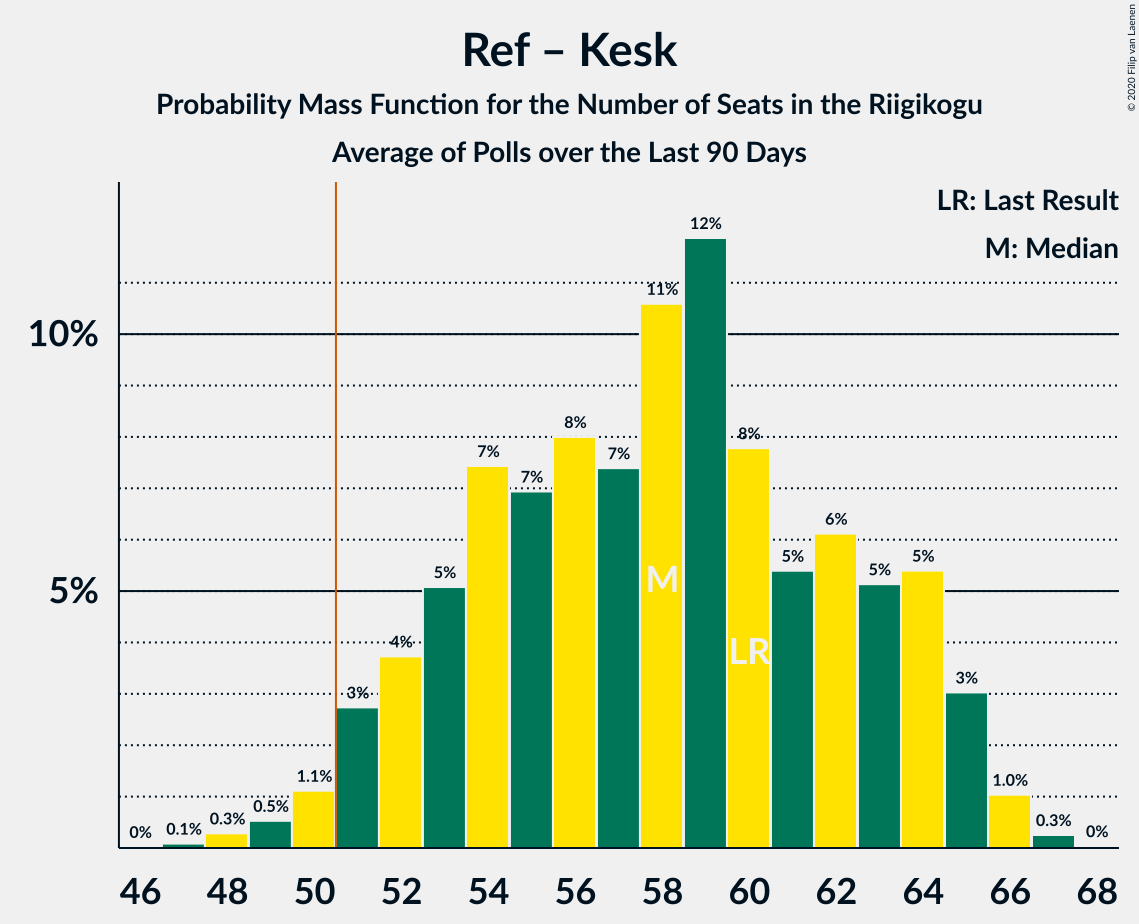 Ref – Kesk
Probability Mass Function for the Number of Seats in the Riigikogu
Average of Polls over the Last 90 Days
© 2020 Filip van Laenen
LR: Last Result
M: Median
10%
5%
0%
0.1%
0.3%
0.5%
1.1%
3%
4%
5%
7%
7%
8%
7%
11%
12%
8%
5%
6%
5%
5%
3%
1.0%
0.3%
0%
M
LR
46 48 50 52 54 56 58 60 62 64 66 68